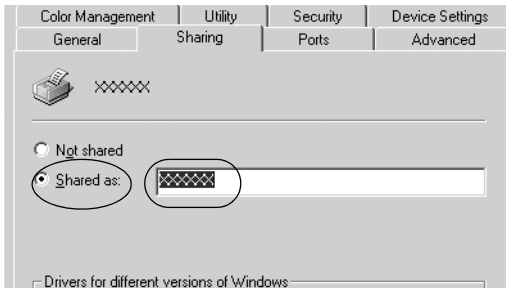 Color Management Utility Security Device Settings
General Sharing Ports Advanced
XXXXXX
Not shared
Shared as: XXXXXX
Drivers for different versions of Windows